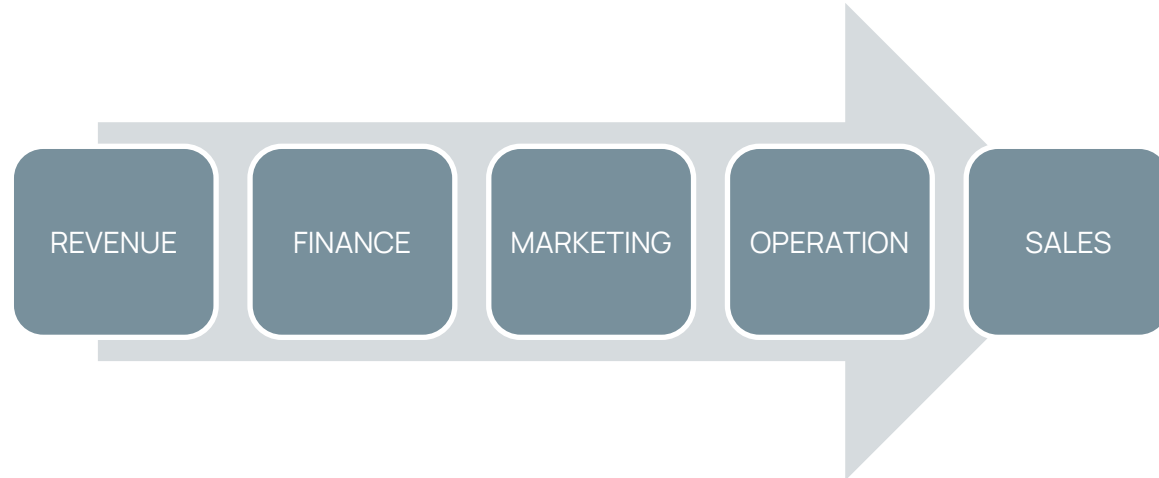 REVENUE
FINANCE
MARKETING
OPERATION
SALES